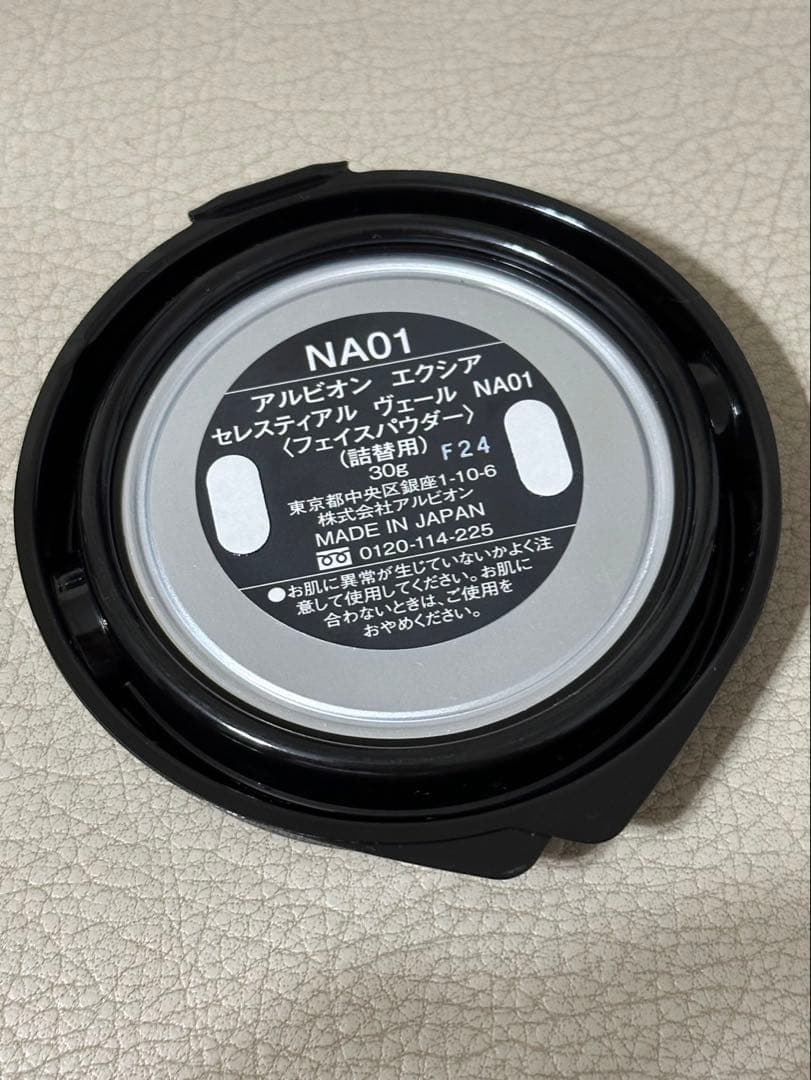 NA01
アルビオン エクシア
セレスティアル ヴェール NA01
〈フェイスパウダー〉
(詰替用) F24
30g
東京都中央区銀座1-10-6
株式会社アルビオン
MADE IN JAPAN
0120-114-225
●お肌に異常が生じていないかよく注
意して使用してください。お肌に
合わないときは、ご使用を
おやめください。